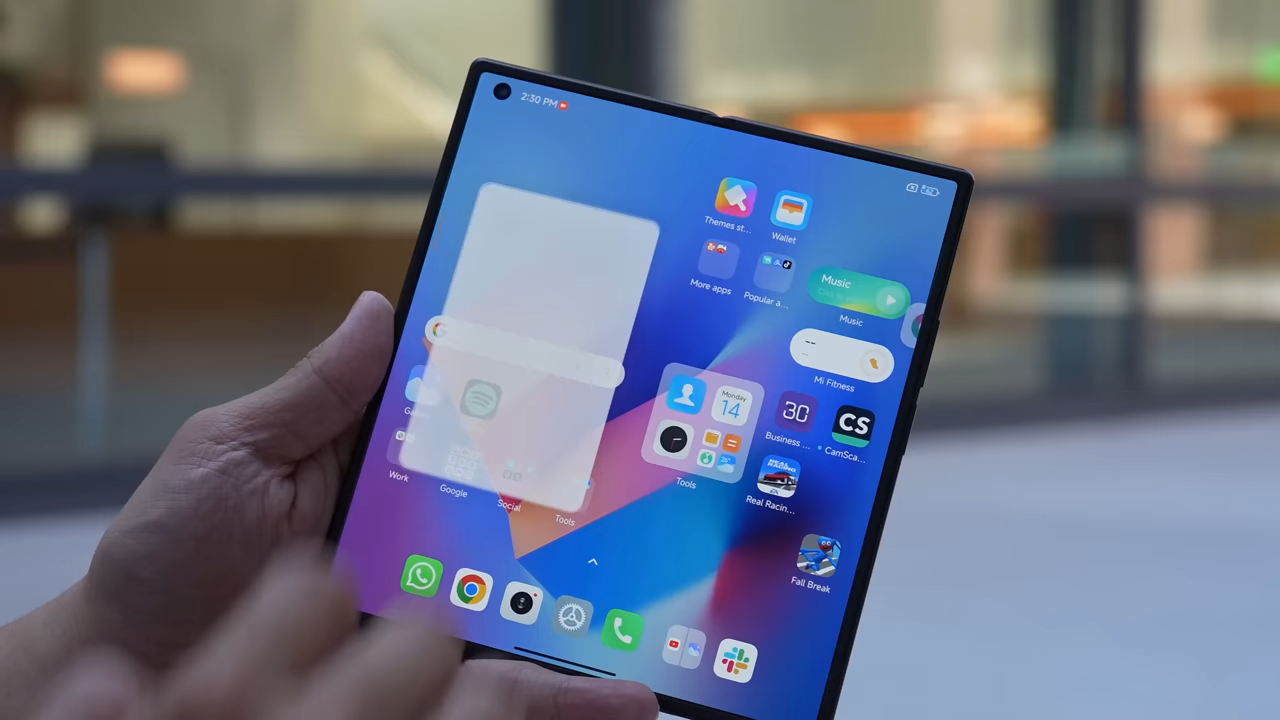 2:30 PM
Themes st...
Wallet
More apps
Popular a...
Music
Music
Mi Fitness
Monday
14
Tools
30
Business ...
CS
CamSca...
Real Racin...
Fall Break
Work
Google
Social
Tools